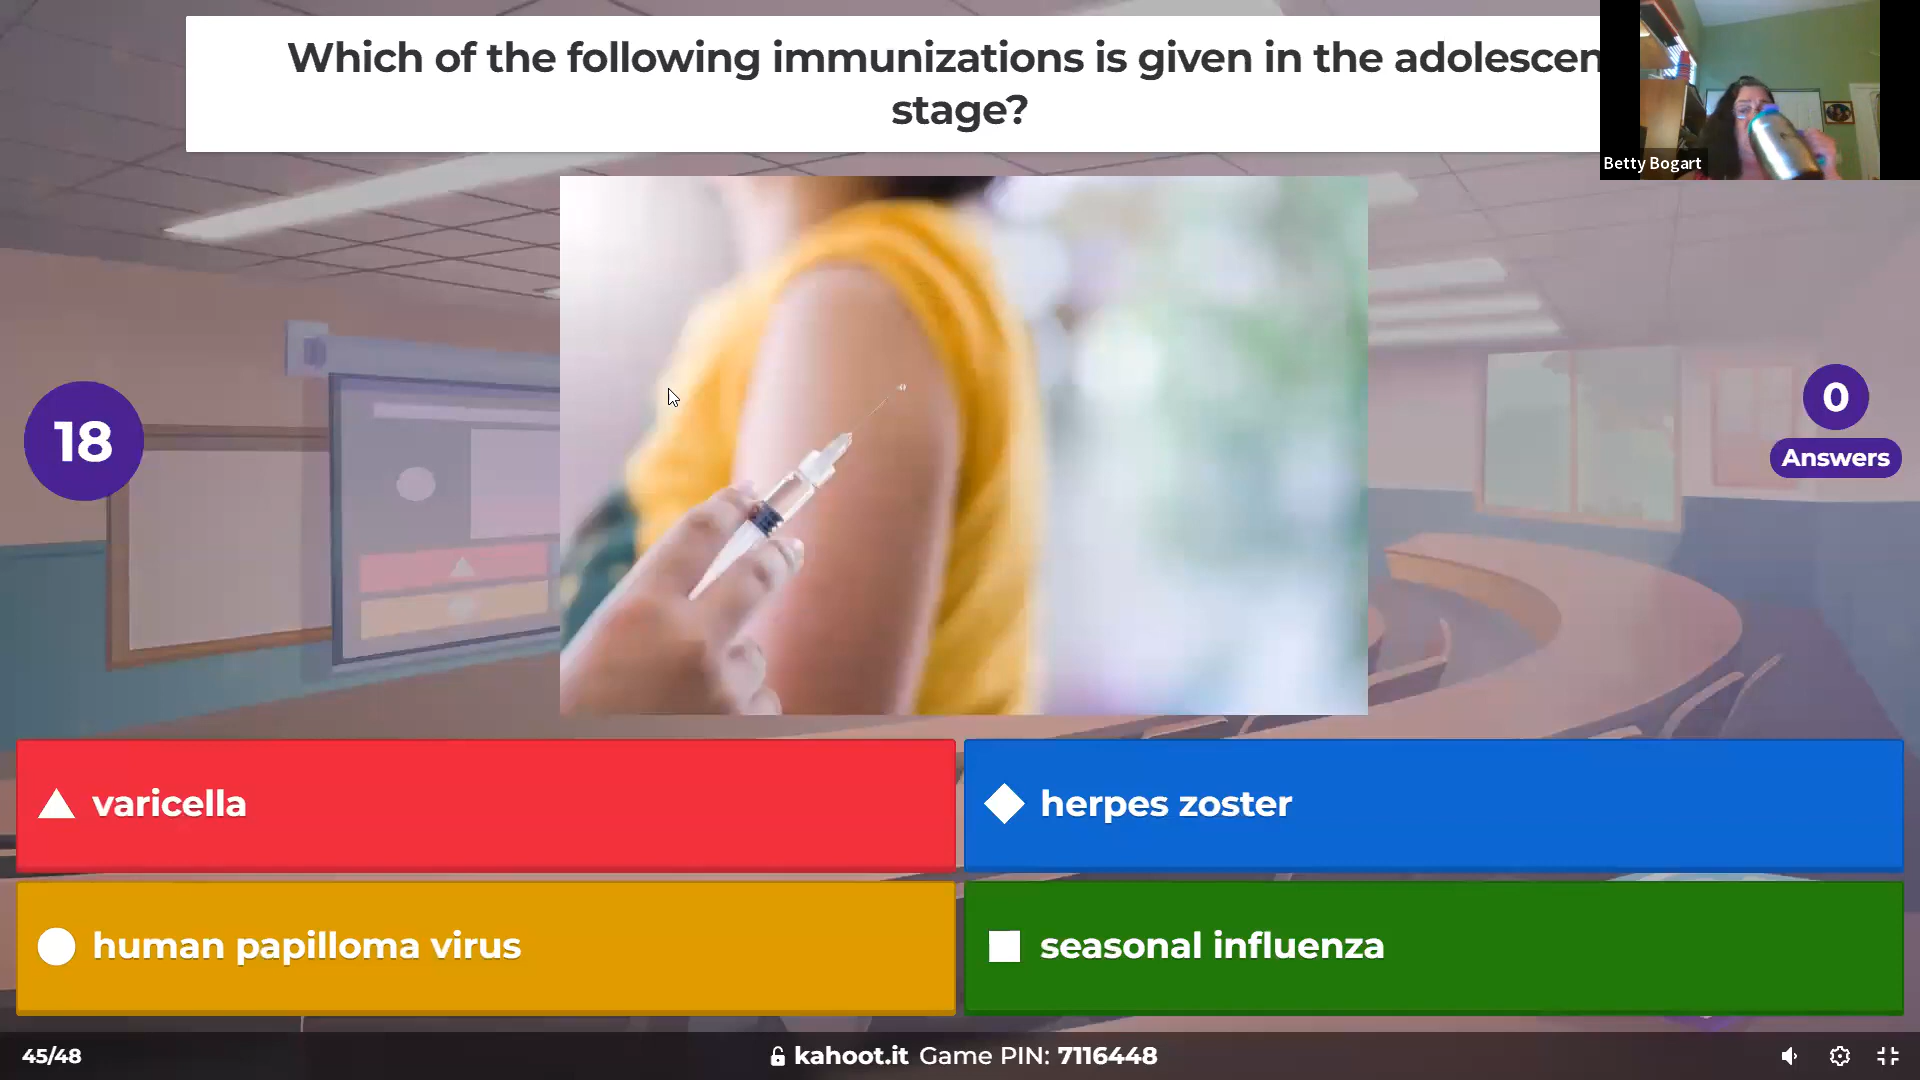 Which of the following immunizations is given in the adolescen
stage?
Betty Bogart
18
0
Answers
varicella
herpes zoster
human papilloma virus
seasonal influenza
45/48
kahoot.it Game PIN: 7116448